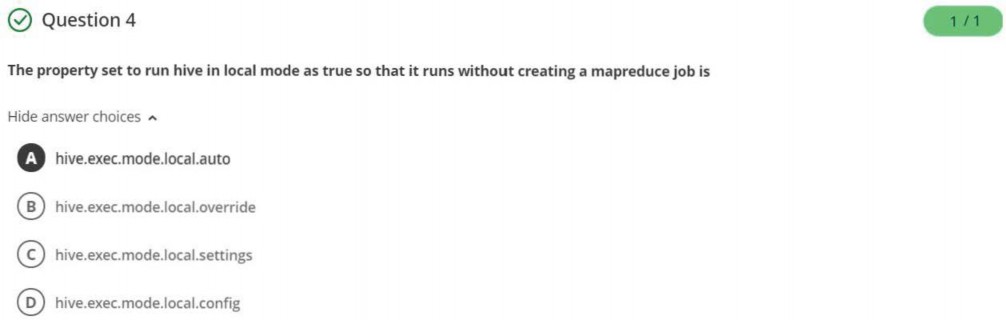 Question 4
1 / 1
The property set to run hive in local mode as true so that it runs without creating a mapreduce job is
Hide answer choices
A hive.exec.mode.local.auto
B hive.exec.mode.local.override
C hive.exec.mode.local.settings
D hive.exec.mode.local.config